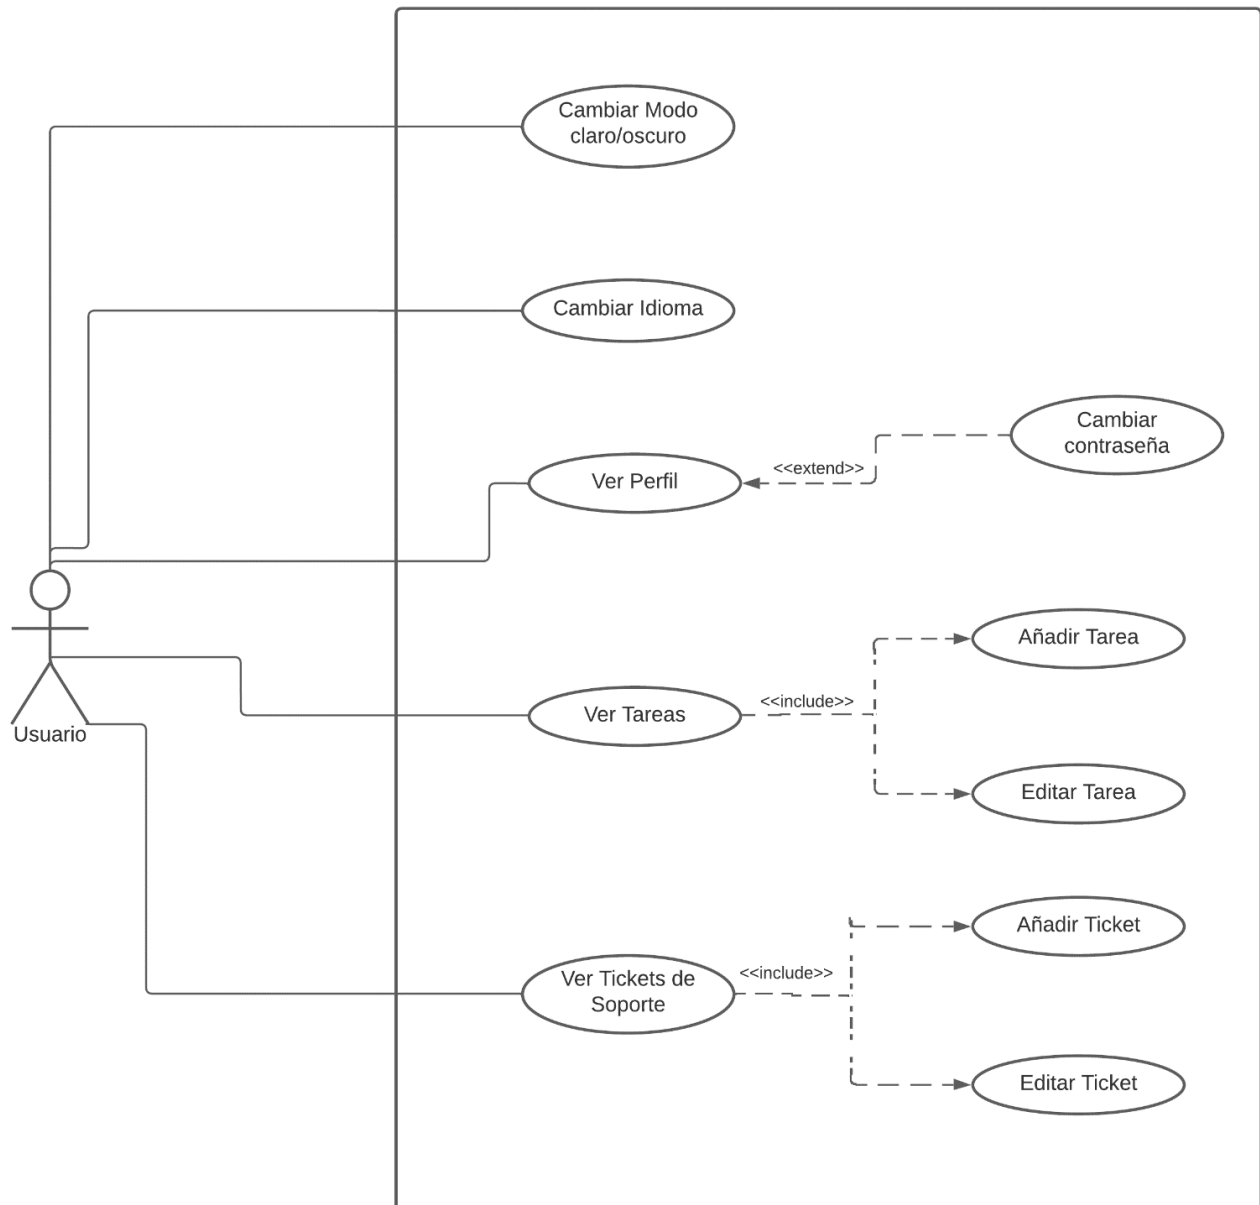 Cambiar Modo
claro/oscuro
Cambiar Idioma
Cambiar
contraseña
<<extend>>
Ver Perfil
Añadir Tarea
<<include>>
Ver Tareas
Usuario
Editar Tarea
Añadir Ticket
<<include>>
Ver Tickets de
Soporte
Editar Ticket